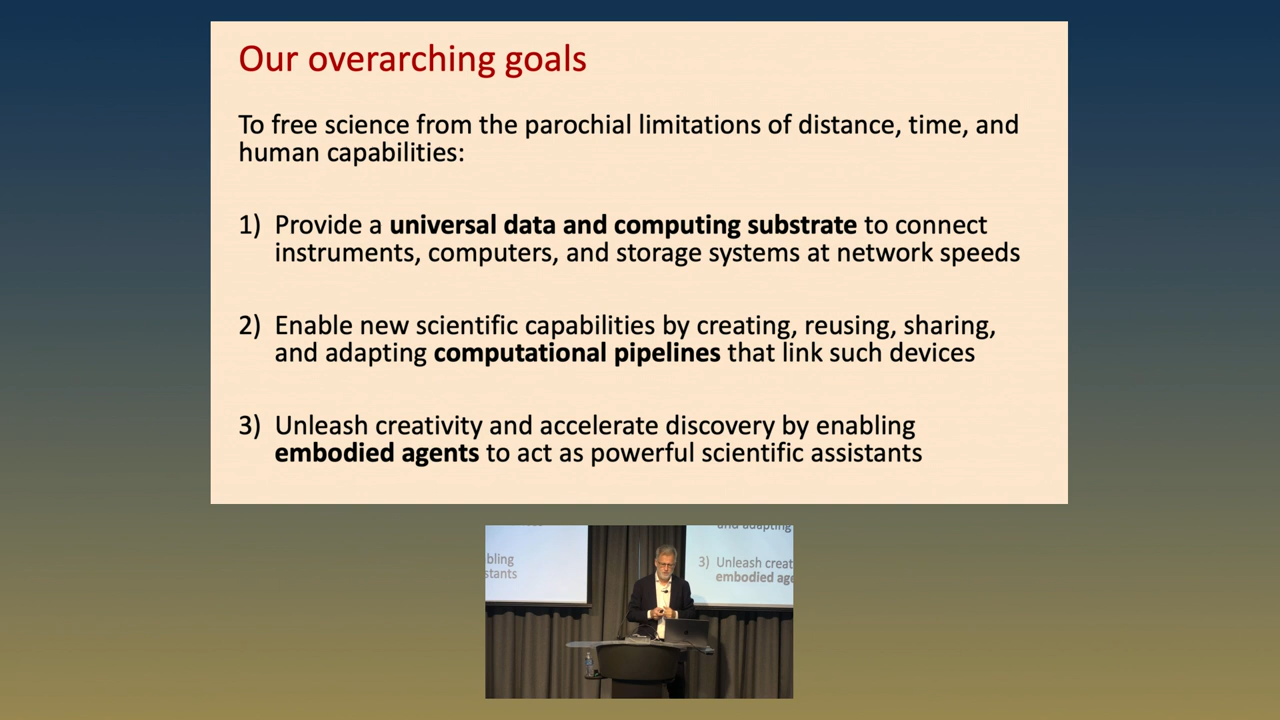 Our overarching goals
To free science from the parochial limitations of distance, time, and
human capabilities:
1) Provide a universal data and computing substrate to connect
instruments, computers, and storage systems at network speeds
2) Enable new scientific capabilities by creating, reusing, sharing,
and adapting computational pipelines that link such devices
3) Unleash creativity and accelerate discovery by enabling
embodied agents to act as powerful scientific assistants
bling
stants
and adapting
3) Unleash creat
embodied age